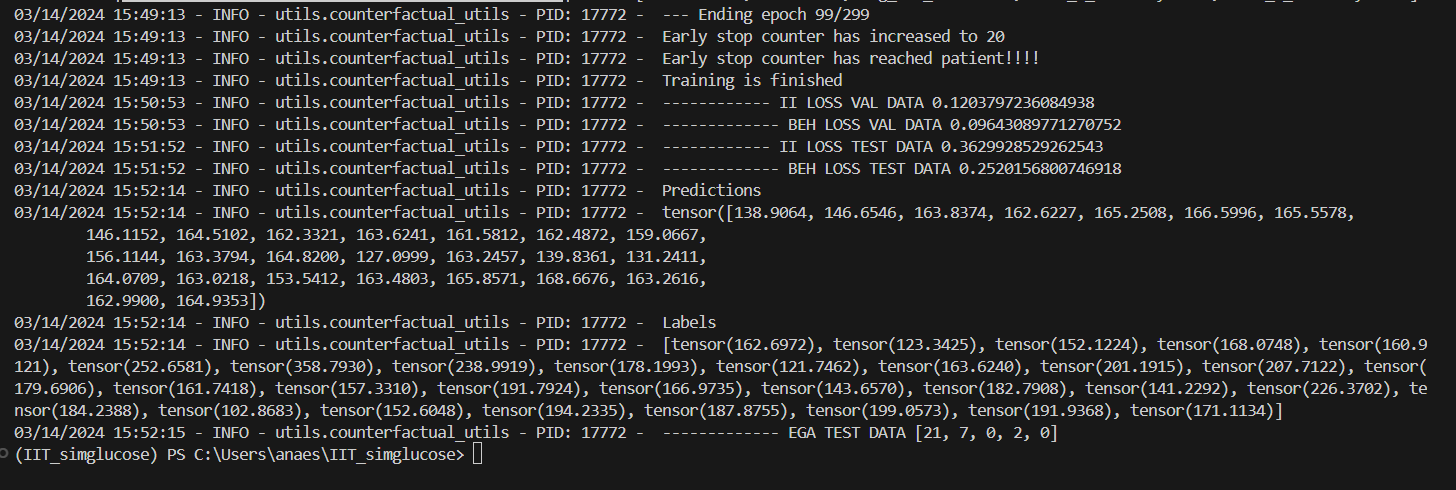 03/14/2024 15:49:13 - INFO - utils.counterfactual_utils - PID: 17772 -  --- Ending epoch 99/299
03/14/2024 15:49:13 - INFO - utils.counterfactual_utils - PID: 17772 -  Early stop counter has increased to 20
03/14/2024 15:49:13 - INFO - utils.counterfactual_utils - PID: 17772 -  Early stop counter has reached patient!!!!
03/14/2024 15:49:13 - INFO - utils.counterfactual_utils - PID: 17772 -  Training is finished
03/14/2024 15:50:53 - INFO - utils.counterfactual_utils - PID: 17772 -  ------------ II LOSS VAL DATA 0.1203797236084938
03/14/2024 15:50:53 - INFO - utils.counterfactual_utils - PID: 17772 -  ------------- BEH LOSS VAL DATA 0.09643089771270752
03/14/2024 15:51:52 - INFO - utils.counterfactual_utils - PID: 17772 -  ------------ II LOSS TEST DATA 0.3629928529262543
03/14/2024 15:51:52 - INFO - utils.counterfactual_utils - PID: 17772 -  ------------- BEH LOSS TEST DATA 0.2520156800746918
03/14/2024 15:52:14 - INFO - utils.counterfactual_utils - PID: 17772 -  Predictions
03/14/2024 15:52:14 - INFO - utils.counterfactual_utils - PID: 17772 -  tensor([138.9064, 146.6546, 163.8374, 162.6227, 165.2508, 166.5996, 165.5578,
146.1152, 164.5102, 162.3321, 163.6241, 161.5812, 162.4872, 159.0667,
156.1144, 163.3794, 164.8200, 127.0999, 163.2457, 139.8361, 131.2411,
164.0709, 163.0218, 153.5412, 163.4803, 165.8571, 168.6676, 163.2616,
162.9900, 164.9353])
03/14/2024 15:52:14 - INFO - utils.counterfactual_utils - PID: 17772 -  Labels
03/14/2024 15:52:14 - INFO - utils.counterfactual_utils - PID: 17772 -  [tensor(162.6972), tensor(123.3425), tensor(152.1224), tensor(168.0748), tensor(160.9
121), tensor(252.6581), tensor(358.7930), tensor(238.9919), tensor(178.1993), tensor(121.7462), tensor(163.6240), tensor(201.1915), tensor(207.7122), tensor(
179.6906), tensor(161.7418), tensor(157.3310), tensor(191.7924), tensor(166.9735), tensor(143.6570), tensor(182.7908), tensor(141.2292), tensor(226.3702), te
nsor(184.2388), tensor(102.8683), tensor(152.6048), tensor(194.2335), tensor(187.8755), tensor(199.0573), tensor(191.9368), tensor(171.1134)]
03/14/2024 15:52:15 - INFO - utils.counterfactual_utils - PID: 17772 -  ------------- EGA TEST DATA [21, 7, 0, 2, 0]
(IIT_simglucose) PS C:\Users\anaes\IIT_simglucose>